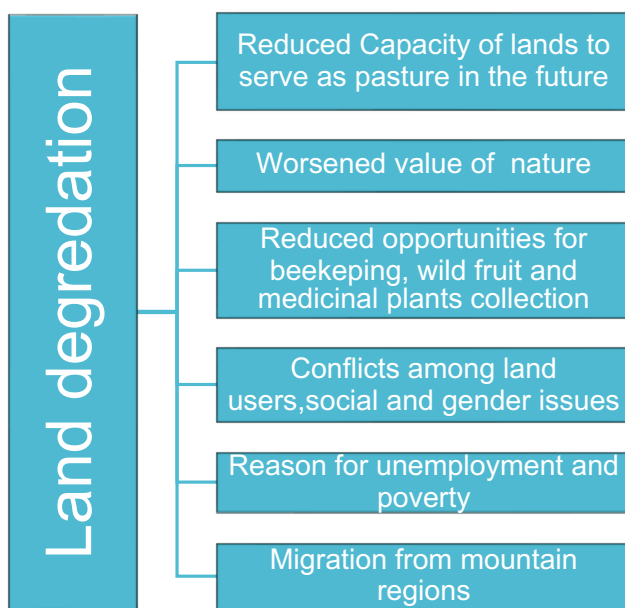 Land degredation
Reduced Capacity of lands to
serve as pasture in the future
Worsened value of nature
Reduced opportunities for
beekeping, wild fruit and
medicinal plants collection
Conflicts among land
users,social and gender issues
Reason for unemployment and
poverty
Migration from mountain
regions